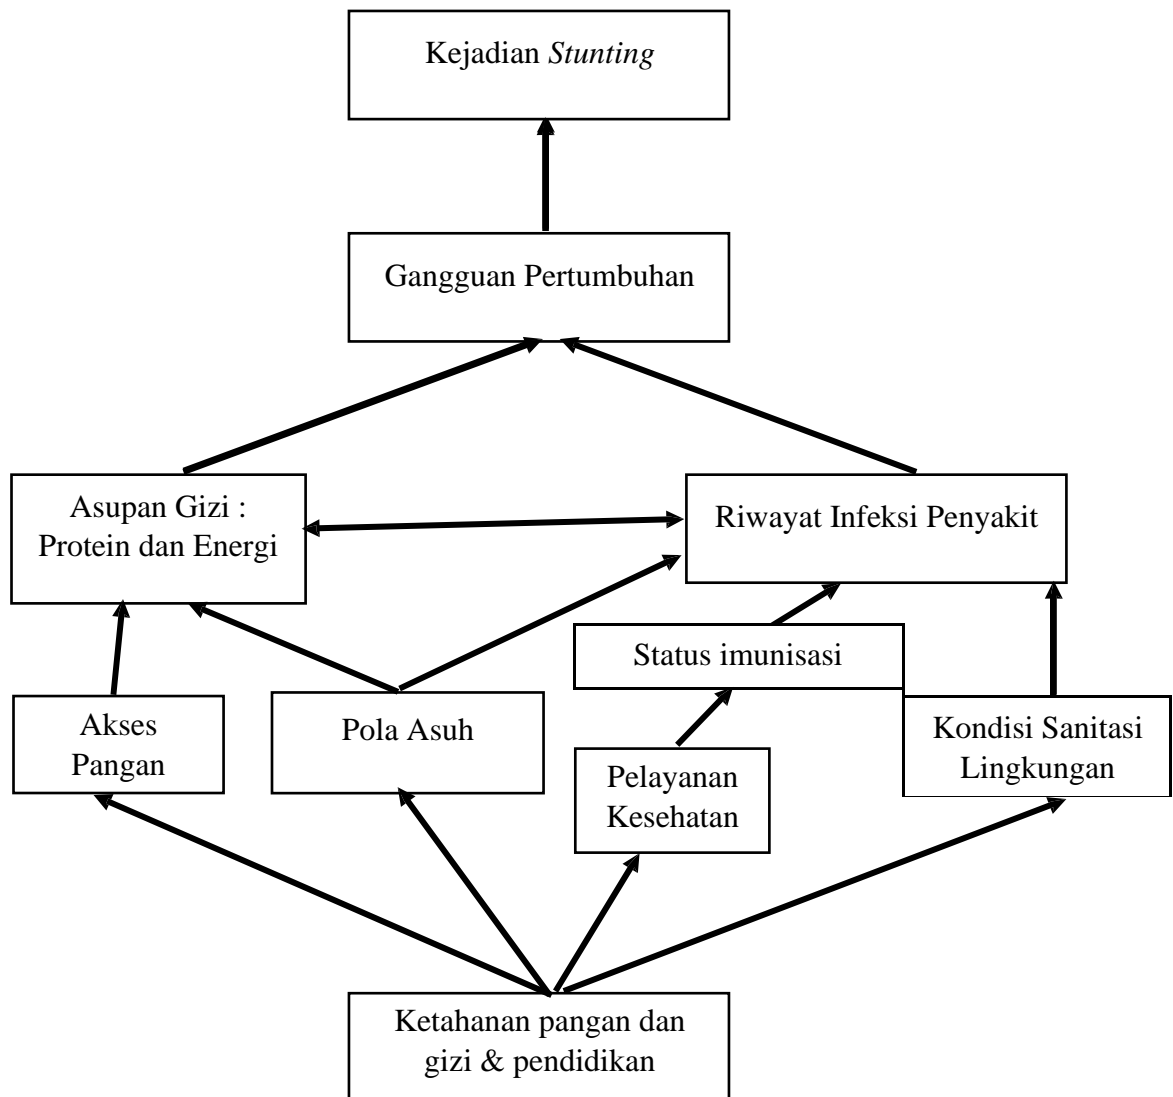 Kejadian Stunting
Gangguan Pertumbuhan
Asupan Gizi :
Protein dan Energi
Riwayat Infeksi Penyakit
Status imunisasi
Akses
Pangan
Pola Asuh
Pelayanan
Kesehatan
Kondisi Sanitasi
Lingkungan
Ketahanan pangan dan
gizi & pendidikan